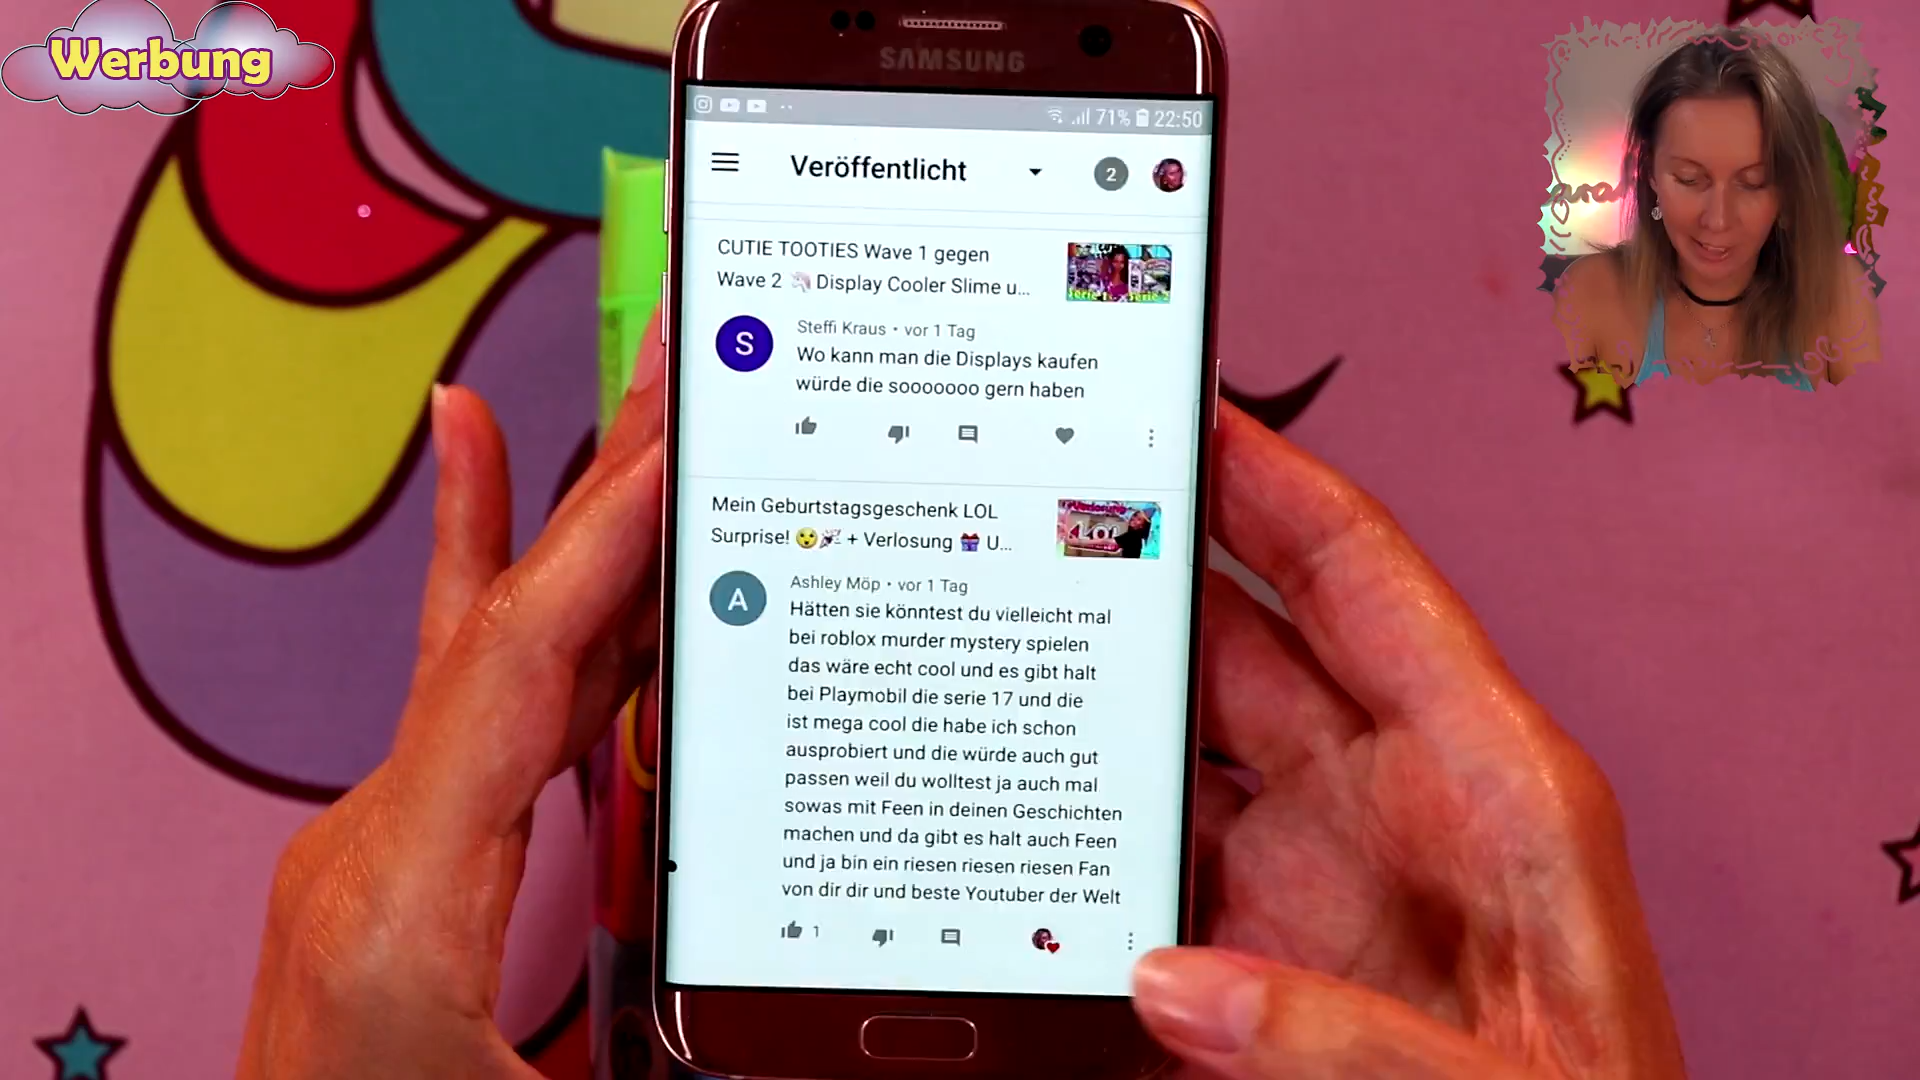 Werbung
SAMSUNG
71% 22:50
Veröffentlicht
2
CUTIE TOOTIES Wave 1 gegen
Wave 2 🦄 Display Cooler Slime u...
Steffi Kraus • vor 1 Tag
S
Wo kann man die Displays kaufen
würde die sooooooo gern haben
Mein Geburtstagsgeschenk LOL
Surprise! 😲🎉 + Verlosung 🎁 U...
LOL
Ashley Möp • vor 1 Tag
A
Hätten sie könntest du vielleicht mal
bei roblox murder mystery spielen
das wäre echt cool und es gibt halt
bei Playmobil die serie 17 und die
ist mega cool die habe ich schon
ausprobiert und die würde auch gut
passen weil du wolltest ja auch mal
sowas mit Feen in deinen Geschichten
machen und da gibt es halt auch Feen
und ja bin ein riesen riesen riesen Fan
von dir dir und beste Youtuber der Welt
1